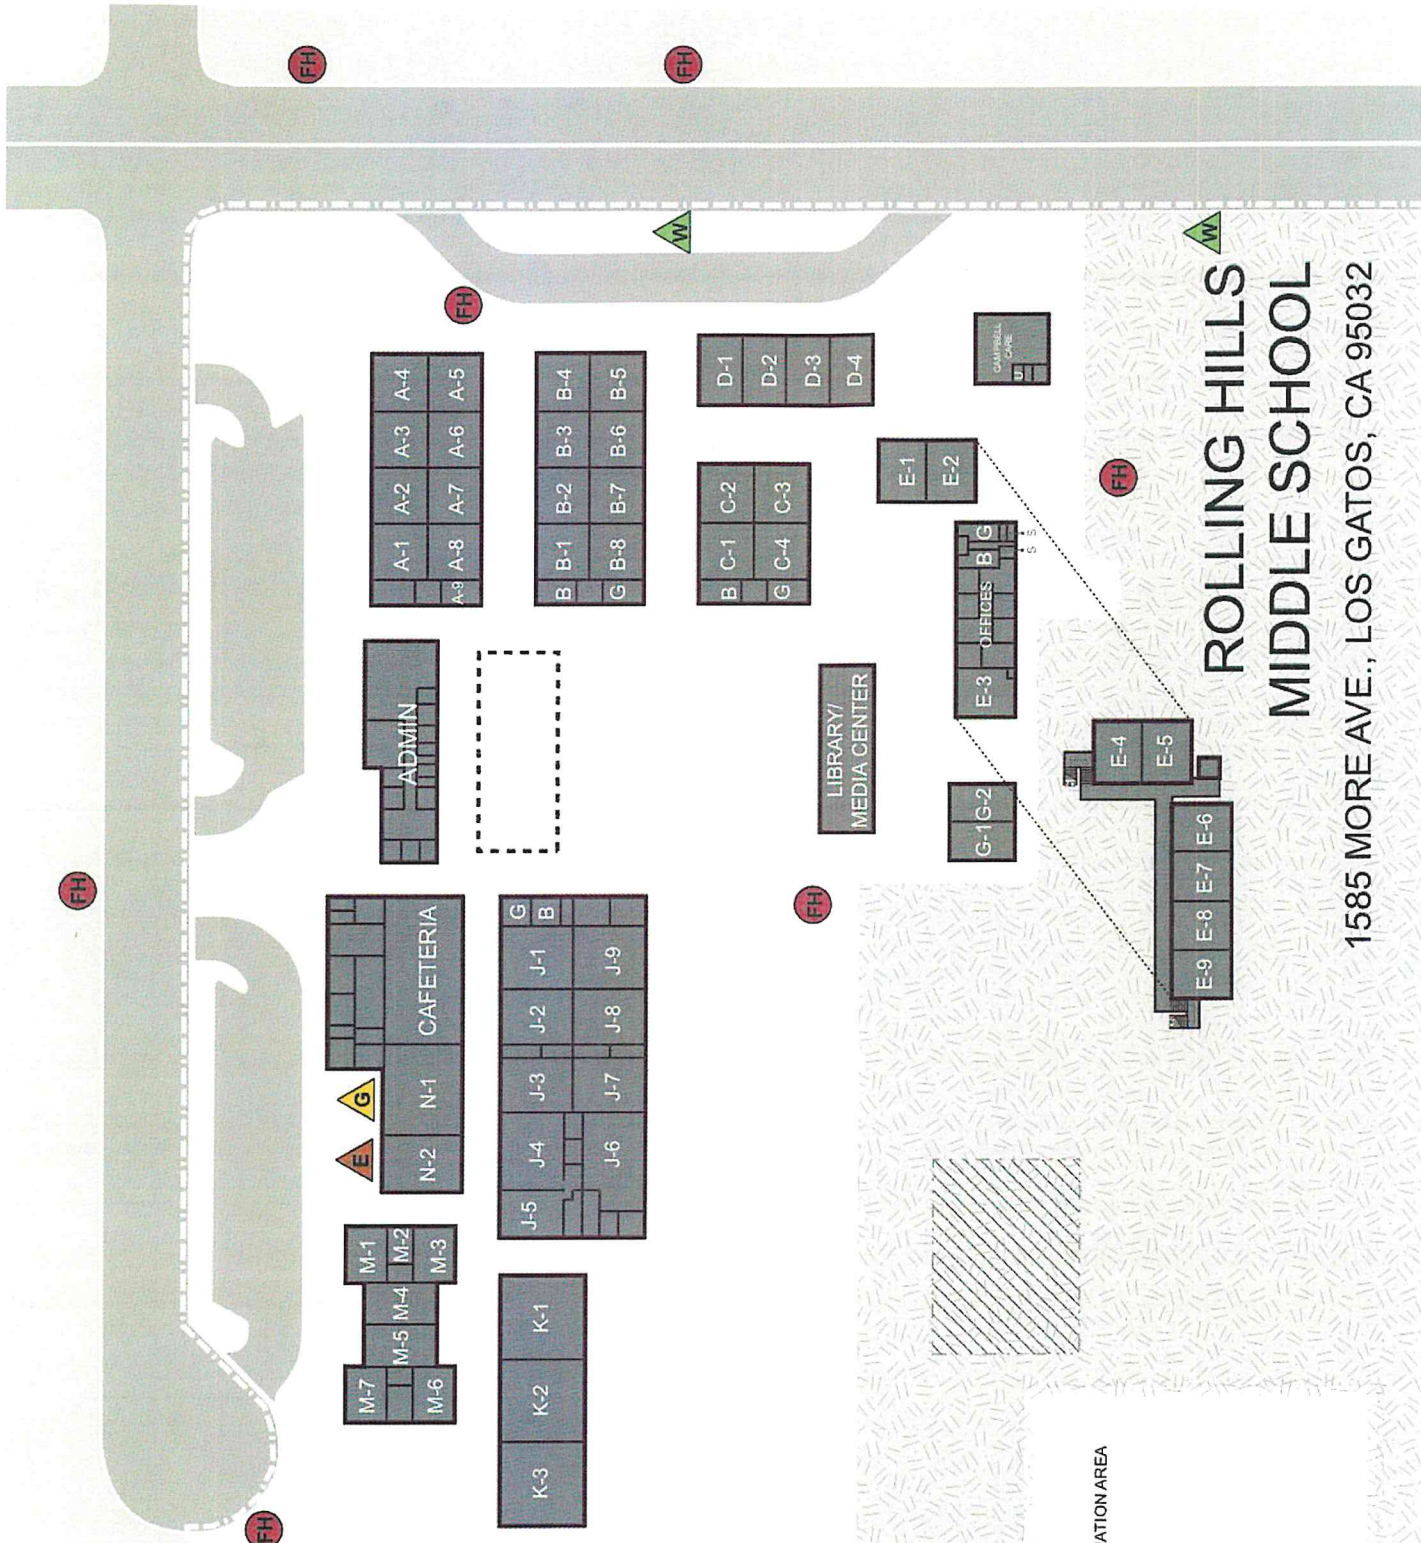 ROLLING HILLS
MIDDLE SCHOOL
1585 MORE AVE., LOS GATOS, CA 95032
FH
FH
FH
FH
FH
FH
FH
W
W
G
E
A-1
A-2
A-3
A-4
A-9
A-8
A-7
A-6
A-5
B
B-1
B-2
B-3
B-4
G
B-8
B-7
B-6
B-5
B
C-1
C-2
G
C-4
C-3
D-1
D-2
D-3
D-4
CAMPBELL
CARE
U
E-1
E-2
E-3
OFFICES
B
G
S
S
ADMIN
LIBRARY/
MEDIA CENTER
G-1
G-2
E-4
E-5
E-9
E-8
E-7
E-6
CAFETERIA
N-1
N-2
G
B
J-1
J-2
J-3
J-4
J-5
J-6
J-7
J-8
J-9
M-1
M-2
M-3
M-4
M-5
M-7
M-6
K-3
K-2
K-1
ATION AREA